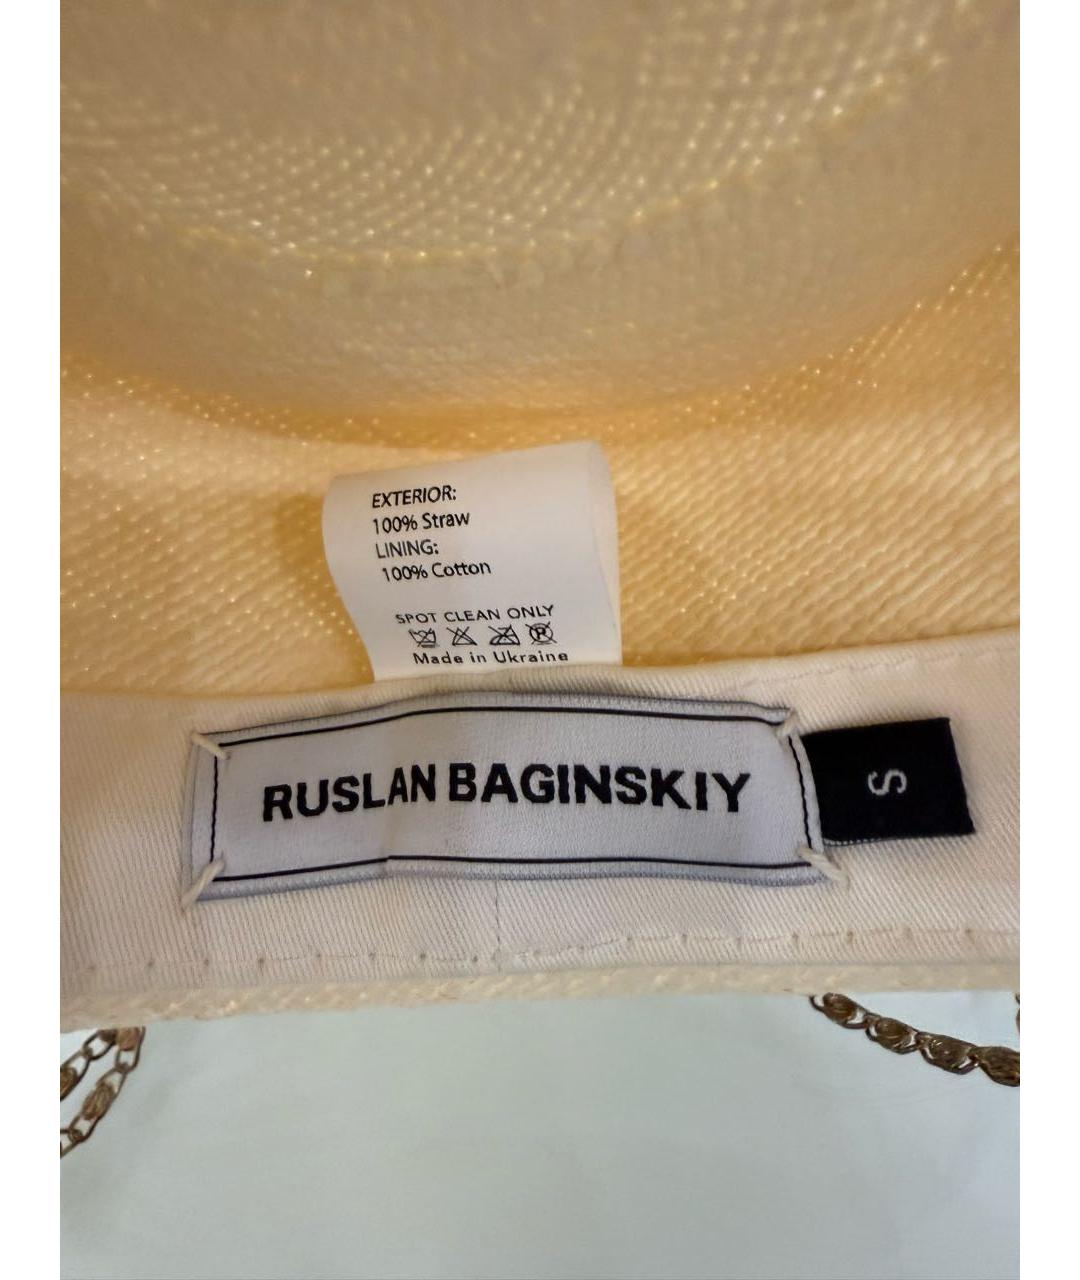 EXTERIOR:
100% Straw
LINING:
100% Cotton
SPOT CLEAN ONLY
Made in Ukraine
RUSLAN BAGINSKIY
S